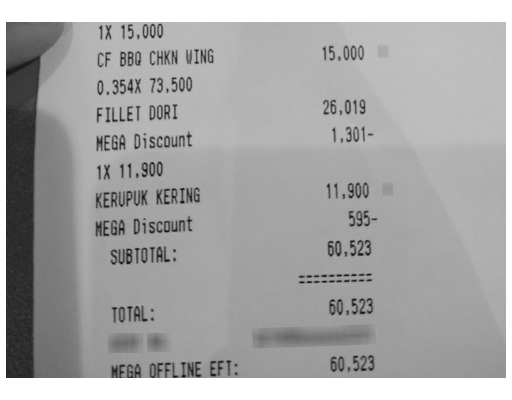 1X 15,000
CF BBQ CHKN WING 15,000
0.354X 73,500
FILLET DORI 26,019
MEGA Discount 1,301-
1X 11,900
KERUPUK KERING 11,900
MEGA Discount 595-
SUBTOTAL: 60,523
==========
TOTAL: 60,523
MEGA OFFLINE EFT: 60,523